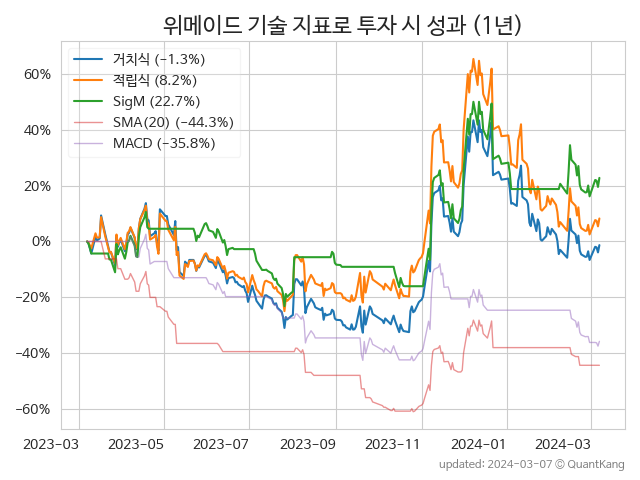 위메이드 기술 지표로 투자 시 성과 (1년)
거치식 (−1.3%)
적립식 (8.2%)
SigM (22.7%)
SMA(20) (−44.3%)
MACD (−35.8%)
60%
40%
20%
0%
−20%
−40%
−60%
2023−03 2023−05 2023−07 2023−09 2023−11 2024−01 2024−03
updated: 2024−03−07 © QuantKang